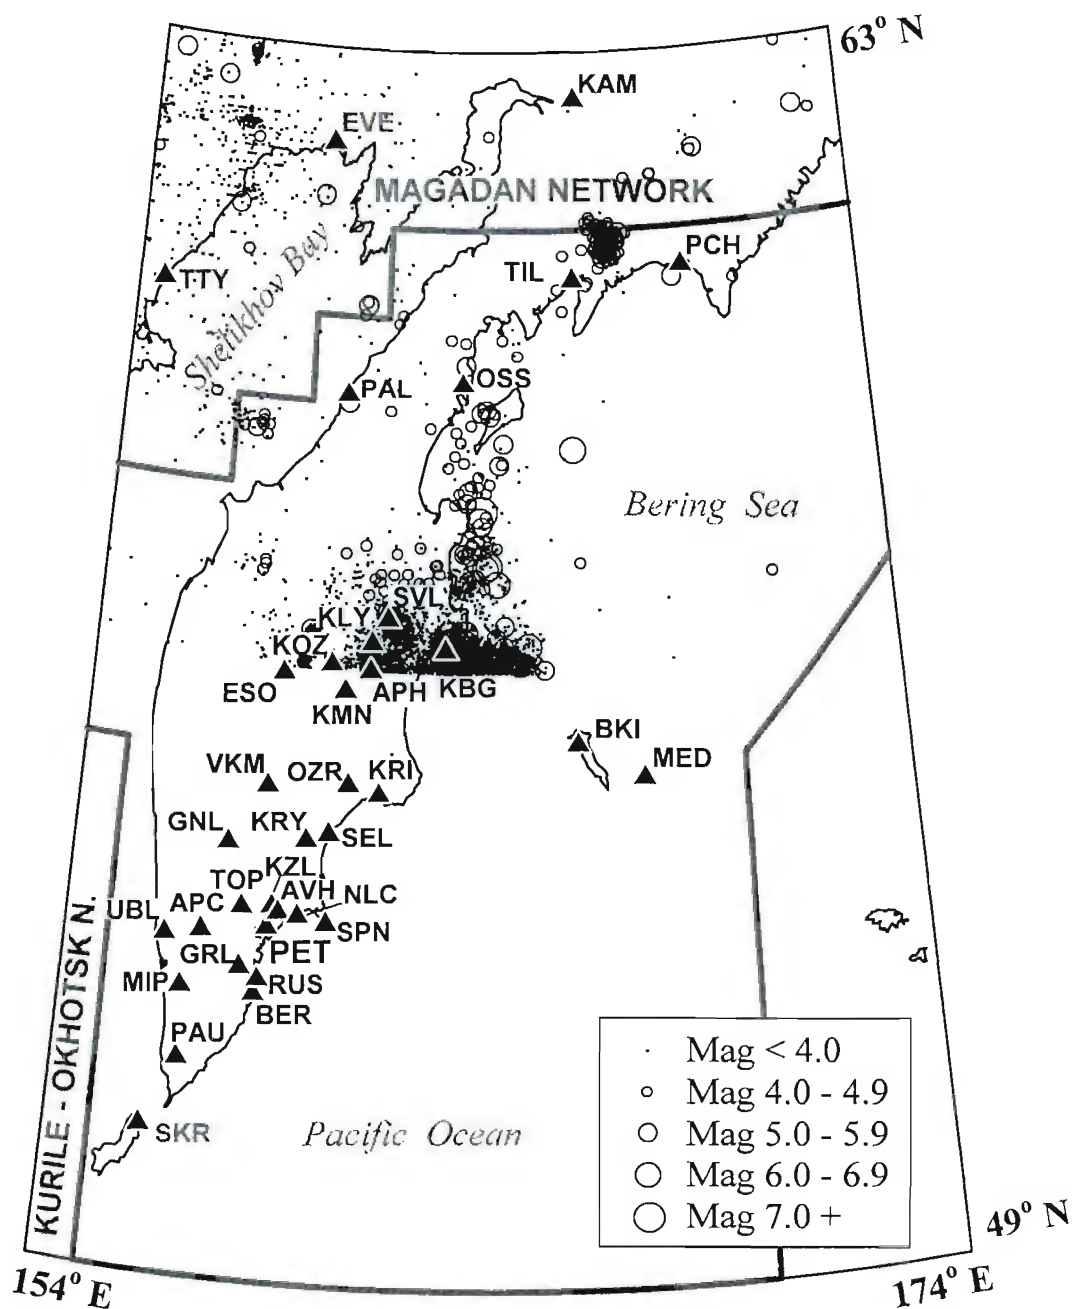 63° N
KAM
EVE
MAGADAN NETWORK
PCH
TIL
TTY
Shelikhov Bay
PAL
OSS
Bering Sea
SVL
KLY
KOZ
ESO
APH
KBG
KMN
BKI
MED
VKM
OZR
KRI
GNL
KRY
SEL
KZL
TOP
AVH
NLC
UBL
APC
SPN
GRL
PET
MIP
RUS
BER
PAU
SKR
Pacific Ocean
KURILE - OKHOTSK N.
Mag < 4.0
Mag 4.0 - 4.9
Mag 5.0 - 5.9
Mag 6.0 - 6.9
Mag 7.0 +
49° N
154° E
174° E